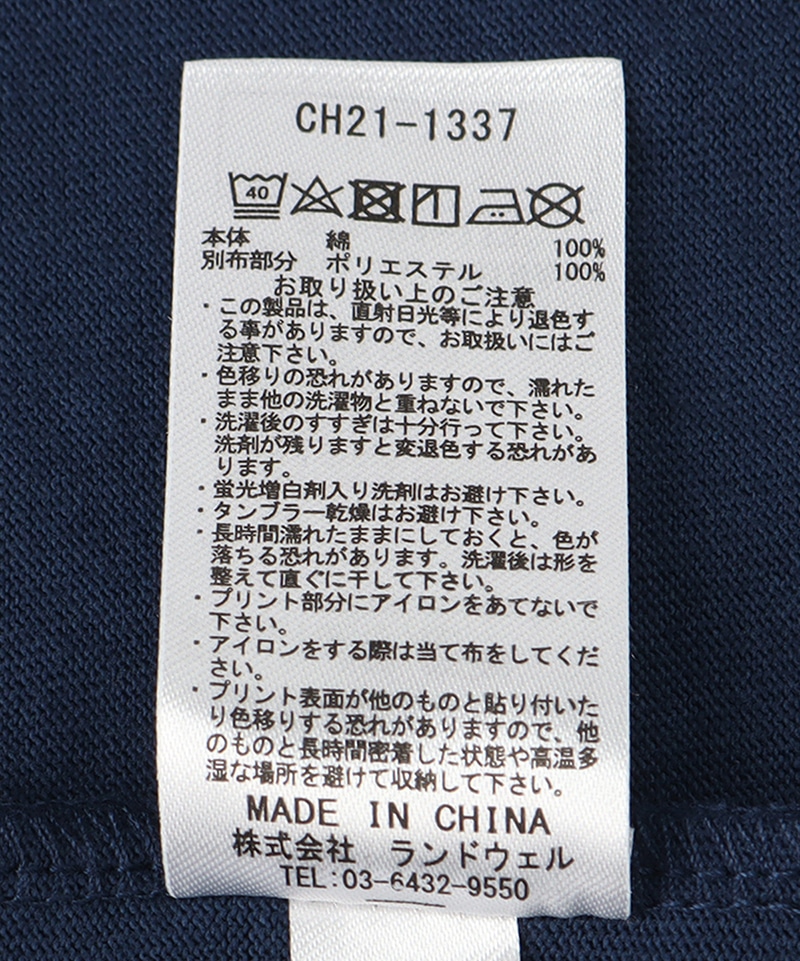 CH21-1337
40
本体 綿 100%
別布部分 ポリエステル 100%
お取り扱い上のご注意
・この製品は、直射日光等により退色す
る事がありますので、お取扱いにはご
注意下さい。
・色移りの恐れがありますので、濡れた
まま他の洗濯物と重ねないで下さい。
・洗濯後のすすぎは十分行って下さい。
洗剤が残りますと変退色する恐れがあ
ります。
・蛍光増白剤入り洗剤はお避け下さい。
・タンブラー乾燥はお避け下さい。
・長時間濡れたままにしておくと、色が
落ちる恐れがあります。洗濯後は形を
整えて直ぐに干して下さい。
・プリント部分にアイロンをあてないで
下さい。
・アイロンをする際は当て布をしてくだ
さい。
・プリント表面が他のものと貼り付いた
り色移りする恐れがありますので、他
のものと長時間密着した状態や高温多
湿な場所を避けて収納して下さい。
MADE IN CHINA
株式会社 ランドウェル
TEL:03-6432-9550